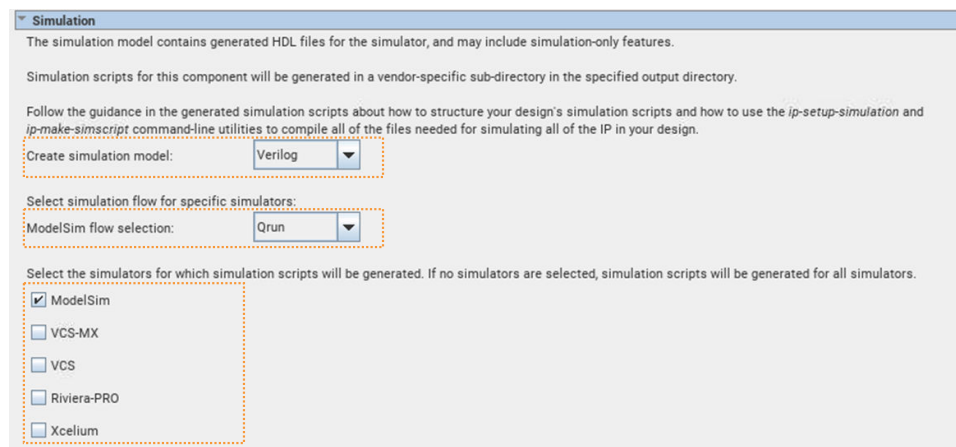 Simulation
The simulation model contains generated HDL files for the simulator, and may include simulation-only features.
Simulation scripts for this component will be generated in a vendor-specific sub-directory in the specified output directory.
Follow the guidance in the generated simulation scripts about how to structure your design's simulation scripts and how to use the ip-setup-simulation and
ip-make-simscript command-line utilities to compile all of the files needed for simulating all of the IP in your design.
Create simulation model: Verilog
Select simulation flow for specific simulators:
ModelSim flow selection: Qrun
Select the simulators for which simulation scripts will be generated. If no simulators are selected, simulation scripts will be generated for all simulators.
ModelSim
VCS-MX
VCS
Riviera-PRO
Xcelium